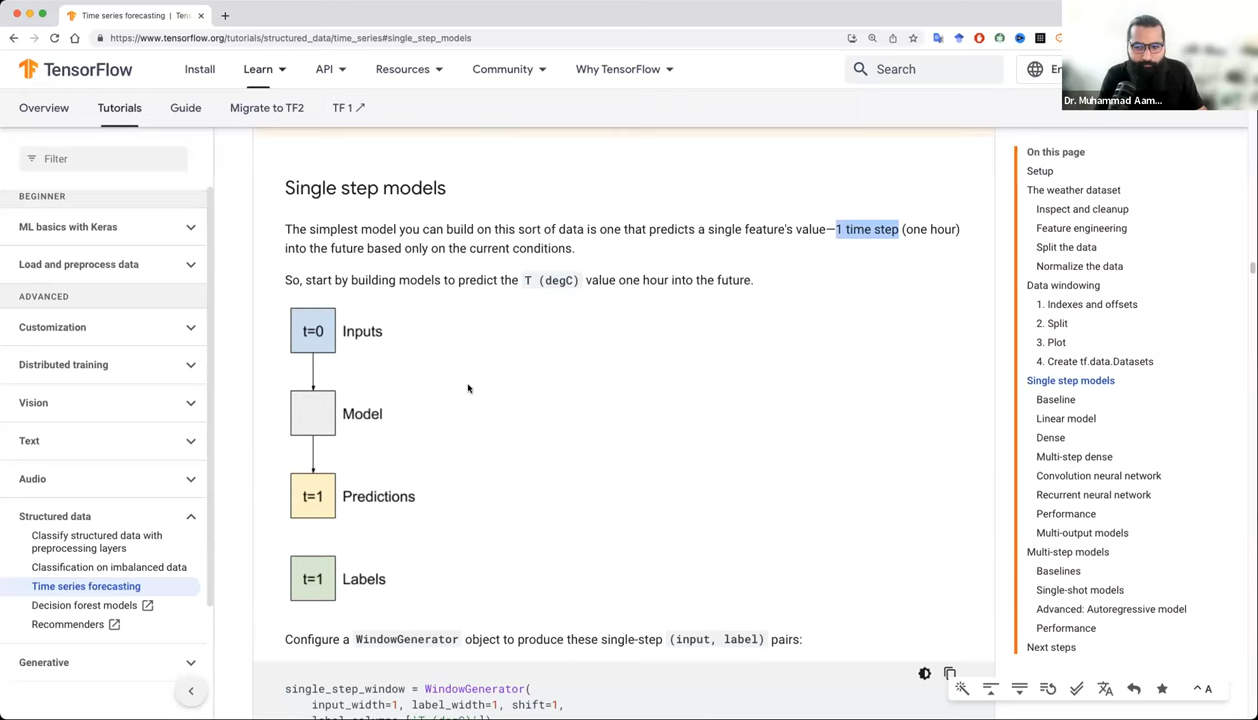 Time series forecasting | Ten
https://www.tensorflow.org/tutorials/structured_data/time_series#single_step_models
TensorFlow
Install
Learn
API
Resources
Community
Why TensorFlow
Search
En
Dr. Muhammad Aam...
Overview
Tutorials
Guide
Migrate to TF2
TF 1
Filter
BEGINNER
ML basics with Keras
Load and preprocess data
ADVANCED
Customization
Distributed training
Vision
Text
Audio
Structured data
Classify structured data with
preprocessing layers
Classification on imbalanced data
Time series forecasting
Decision forest models
Recommenders
Generative
Single step models
The simplest model you can build on this sort of data is one that predicts a single feature's value—1 time step (one hour)
into the future based only on the current conditions.
So, start by building models to predict the T (degC) value one hour into the future.
t=0 Inputs
Model
t=1 Predictions
t=1 Labels
Configure a WindowGenerator object to produce these single-step (input, label) pairs:
single_step_window = WindowGenerator(
input_width=1, label_width=1, shift=1,
label_columns=['T (degC)'])
On this page
Setup
The weather dataset
Inspect and cleanup
Feature engineering
Split the data
Normalize the data
Data windowing
1. Indexes and offsets
2. Split
3. Plot
4. Create tf.data.Datasets
Single step models
Baseline
Linear model
Dense
Multi-step dense
Convolution neural network
Recurrent neural network
Performance
Multi-output models
Multi-step models
Baselines
Single-shot models
Advanced: Autoregressive model
Performance
Next steps
A